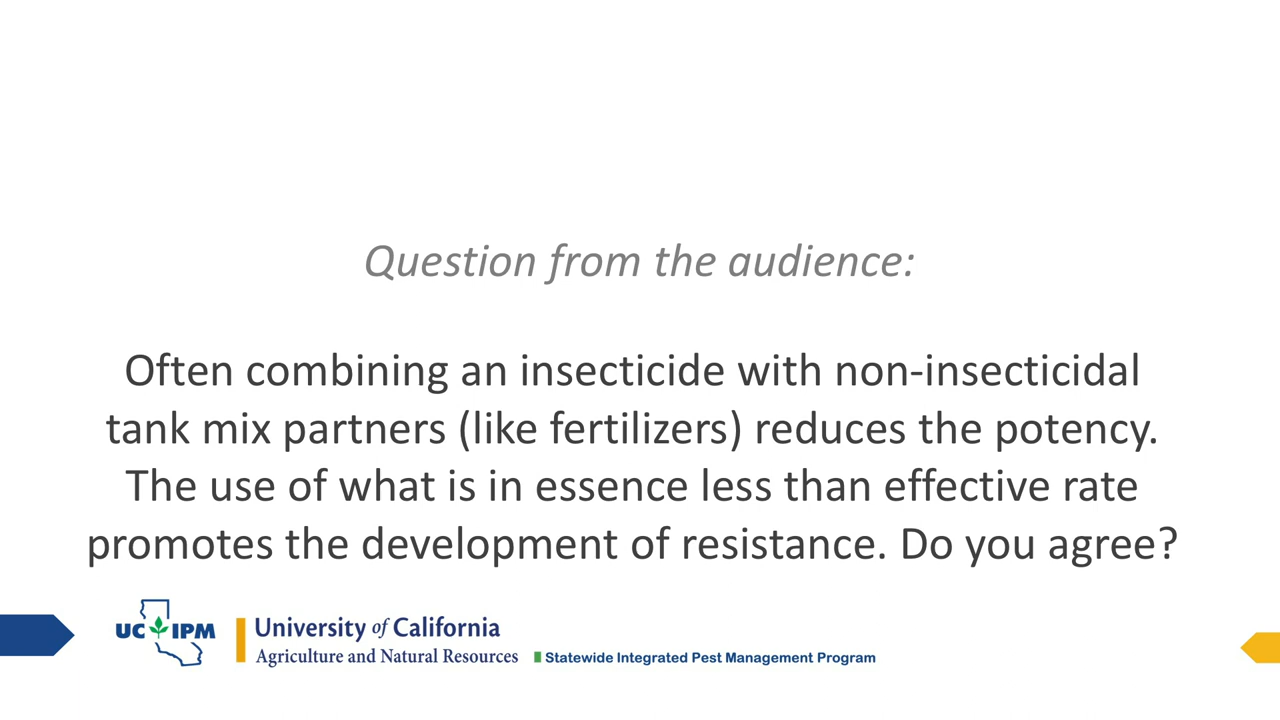 Question from the audience:
Often combining an insecticide with non-insecticidal
tank mix partners (like fertilizers) reduces the potency.
The use of what is in essence less than effective rate
promotes the development of resistance. Do you agree?
UC IPM
University of California
Agriculture and Natural Resources
Statewide Integrated Pest Management Program